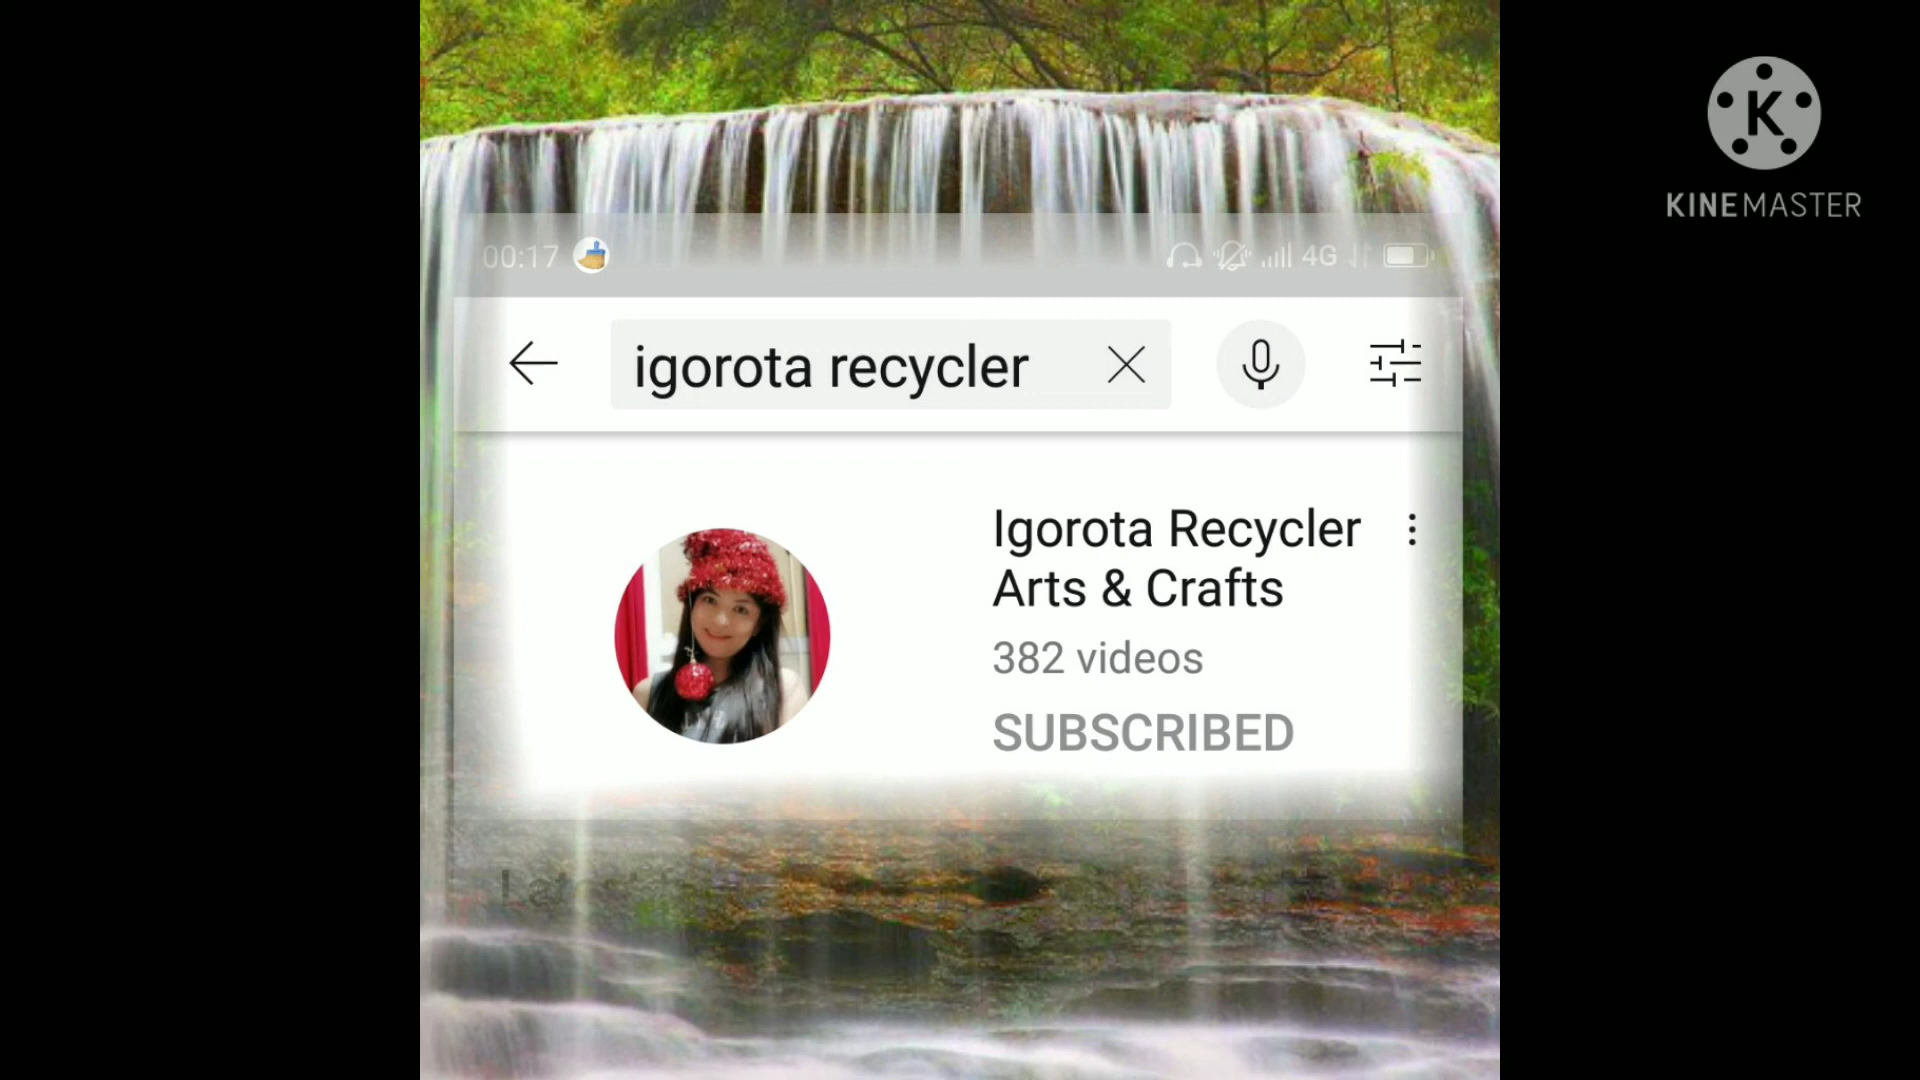 K
KINEMASTER
00:17
4G
igorota recycler
Igorota Recycler
Arts & Crafts
382 videos
SUBSCRIBED